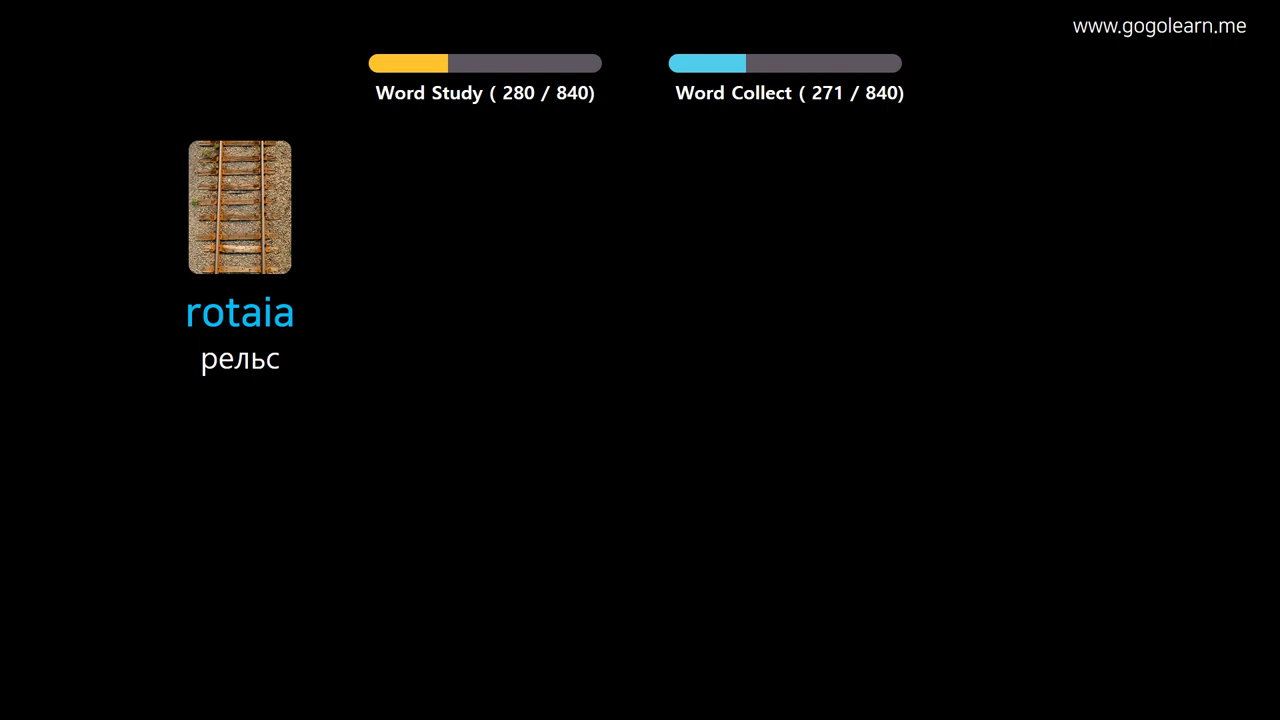 www.gogolearn.me
Word Study ( 280 / 840)
Word Collect ( 271 / 840)
rotaia
рельс